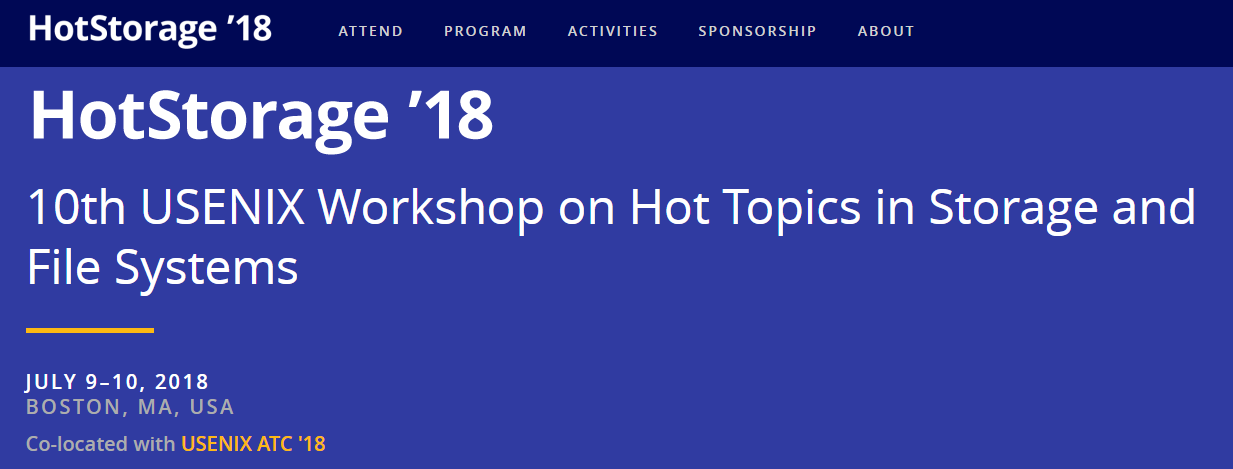 HotStorage ’18 ATTEND PROGRAM ACTIVITIES SPONSORSHIP ABOUT
HotStorage ’18
10th USENIX Workshop on Hot Topics in Storage and
File Systems
JULY 9–10, 2018
BOSTON, MA, USA
Co-located with USENIX ATC '18